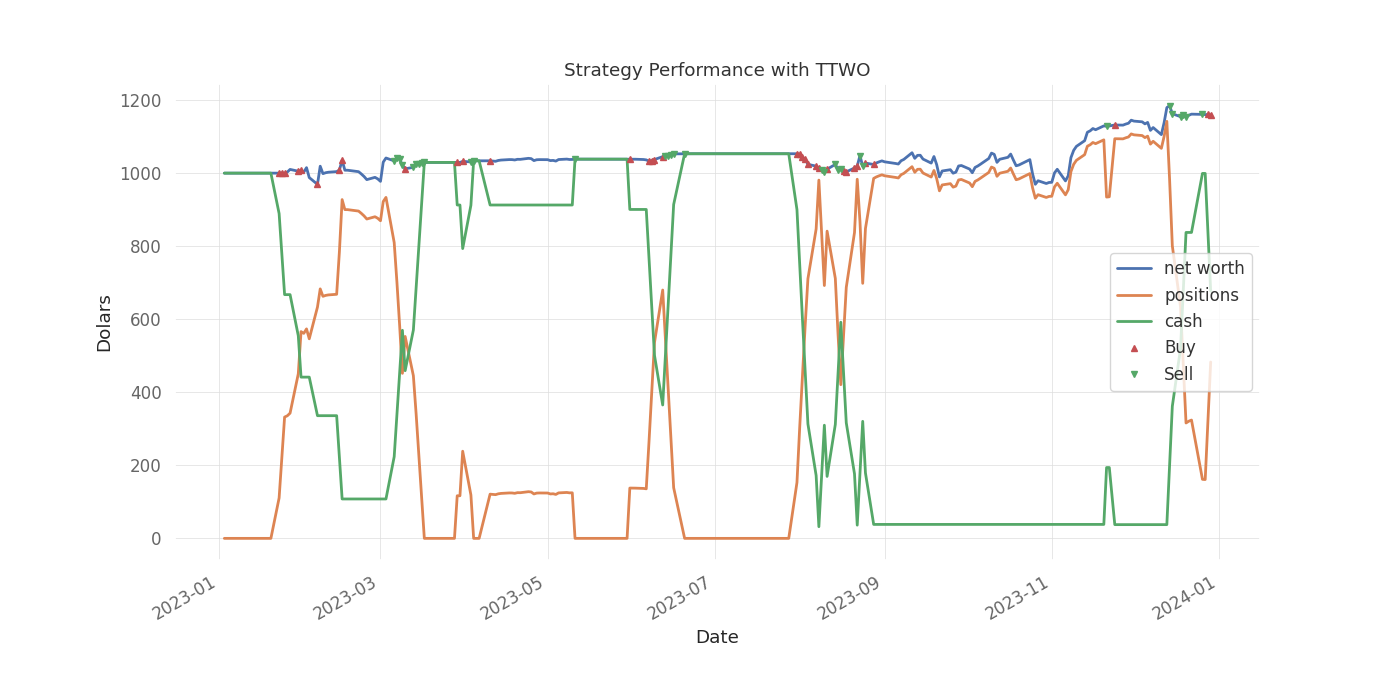 Strategy Performance with TTWO
1200
1000
800
600
400
200
0
Dolars
2023-01
2023-03
2023-05
2023-07
2023-09
2023-11
2024-01
Date
net worth
positions
cash
Buy
Sell